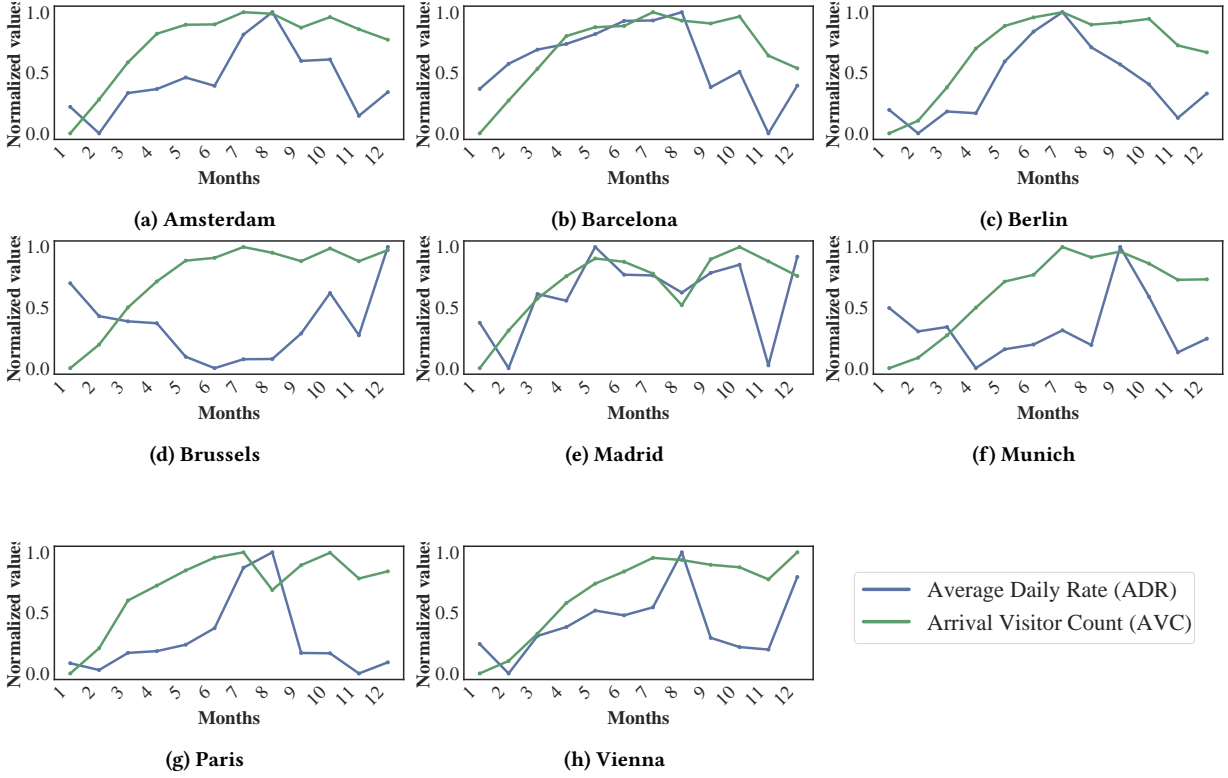 Normalized values
1.0
0.5
0.0
1 2 3 4 5 6 7 8 9 10 11 12
Months
(a) Amsterdam
Normalized values
1.0
0.5
0.0
1 2 3 4 5 6 7 8 9 10 11 12
Months
(b) Barcelona
Normalized values
1.0
0.5
0.0
1 2 3 4 5 6 7 8 9 10 11 12
Months
(c) Berlin
Normalized values
1.0
0.5
0.0
1 2 3 4 5 6 7 8 9 10 11 12
Months
(d) Brussels
Normalized values
1.0
0.5
0.0
1 2 3 4 5 6 7 8 9 10 11 12
Months
(e) Madrid
Normalized values
1.0
0.5
0.0
1 2 3 4 5 6 7 8 9 10 11 12
Months
(f) Munich
Normalized values
1.0
0.5
0.0
1 2 3 4 5 6 7 8 9 10 11 12
Months
(g) Paris
Normalized values
1.0
0.5
0.0
1 2 3 4 5 6 7 8 9 10 11 12
Months
(h) Vienna
Average Daily Rate (ADR)
Arrival Visitor Count (AVC)